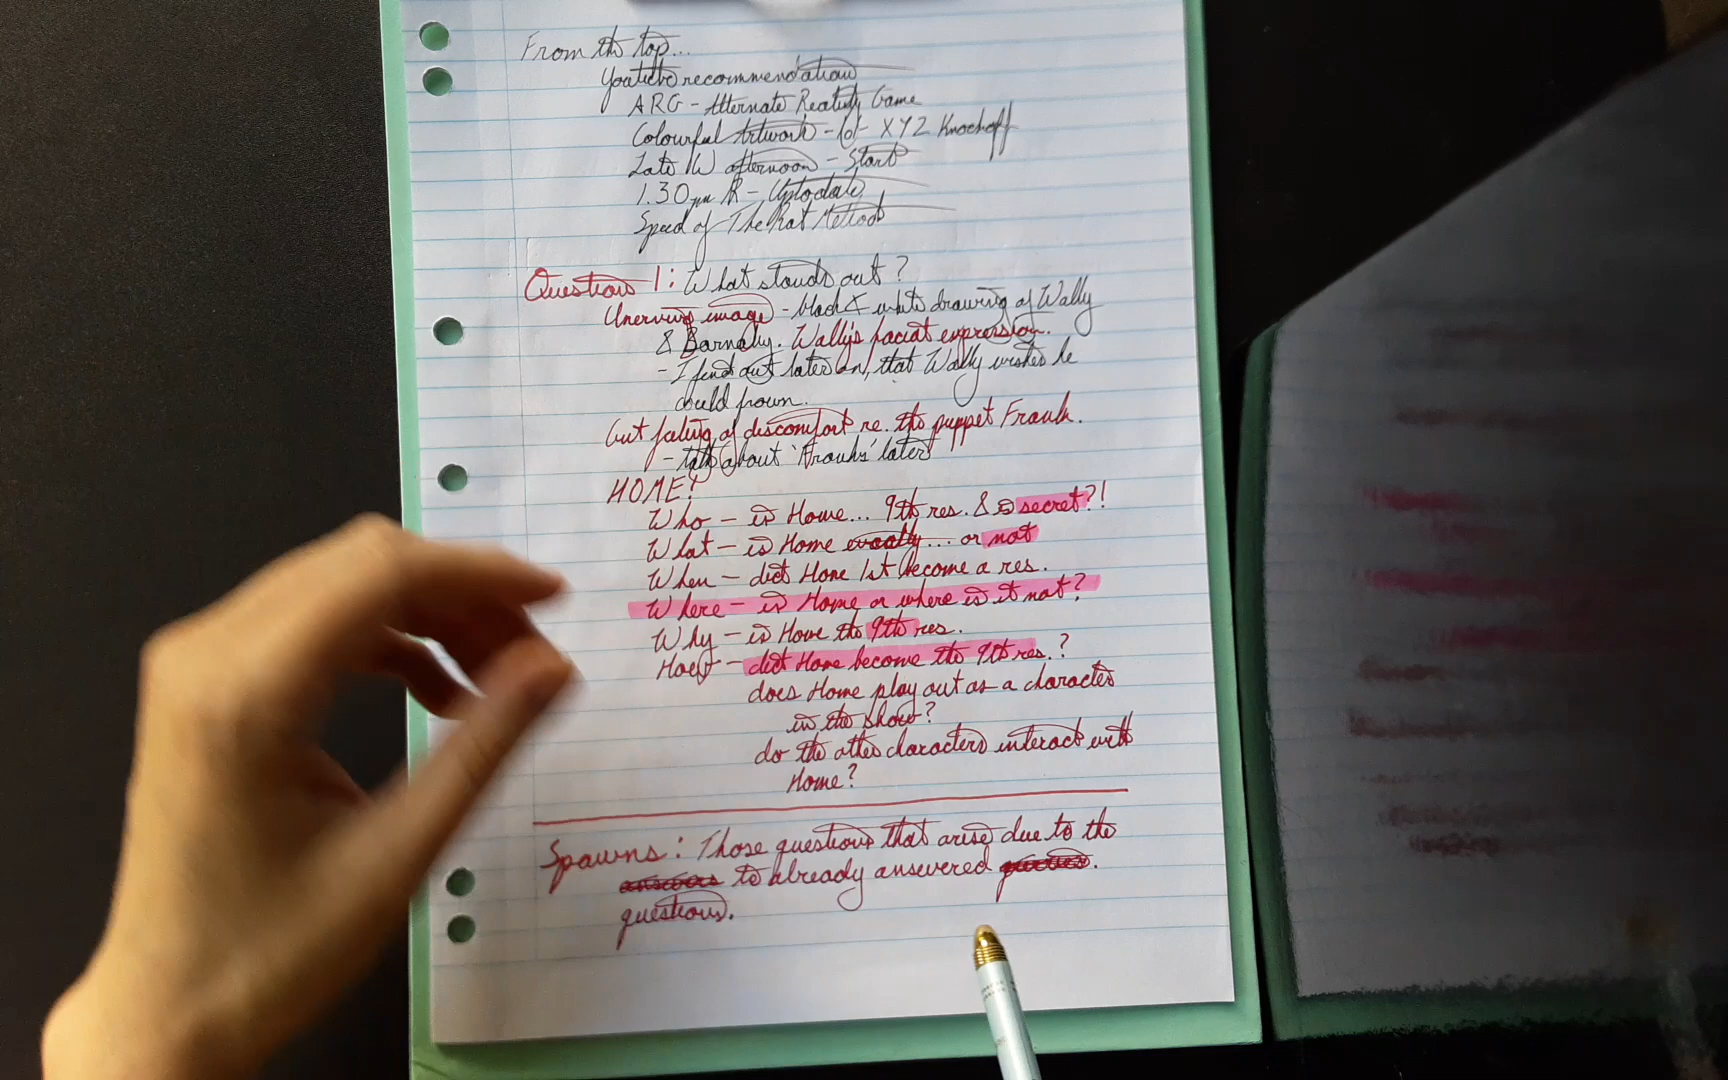 From the top...
Youtube recommendation
ARG - Alternate Reality Game
Colourful Artwork - lot XYZ Knockoff
Late W afternoon - Start
1.30pm R - Uptodate
Speed of The Rat Method
Question 1: What stands out?
Unerving image - black & white drawing of Wally
& Barnaby. Wally's facial expression.
- I find out later on, that Wally wishes he
could frown.
Gut feeling of discomfort re. the puppet Frank.
- talk about 'Franks' later
HOME?
Who - is Home... 9th res. & is secret?!
What - is Home exactly... or not
When - did Home 1st become a res.
Where - is Home or where is it not?
Why - is Home the 9th res.
How - did Home become the 9th res.?
does Home play out as a character
in the show?
do the other characters interact with
Home?
Spawns: Those questions that arise due to the
answers to already answered queries.
questions.